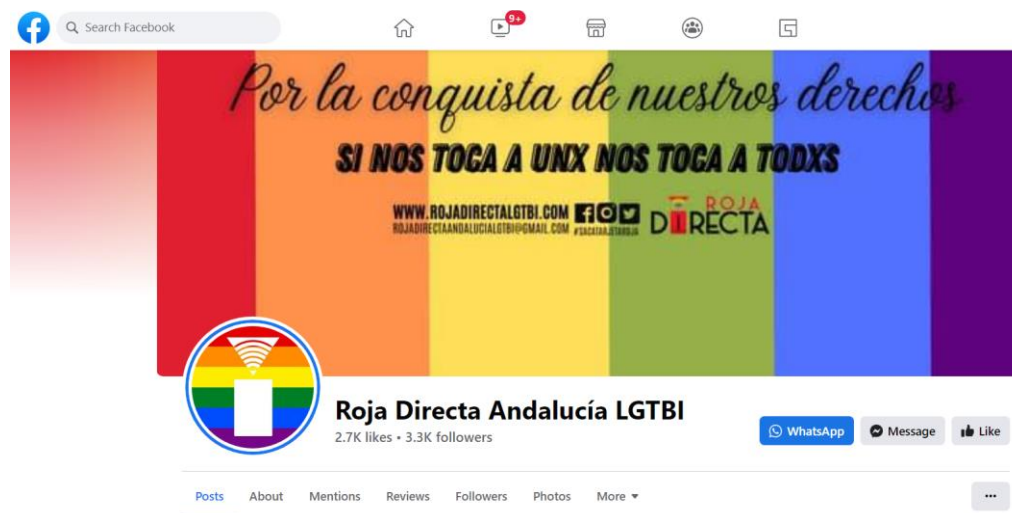 Search Facebook
9+
Por la conquista de nuestros derechos
SI NOS TOCA A UNX NOS TOCA A TODXS
WWW.ROJADIRECTALGTBI.COM
ROJADIRECTAANDALUCIALGTBI@GMAIL.COM #SACATARJETAROJA
ROJA
DIRECTA
Roja Directa Andalucía LGTBI
2.7K likes • 3.3K followers
WhatsApp Message Like
Posts About Mentions Reviews Followers Photos More